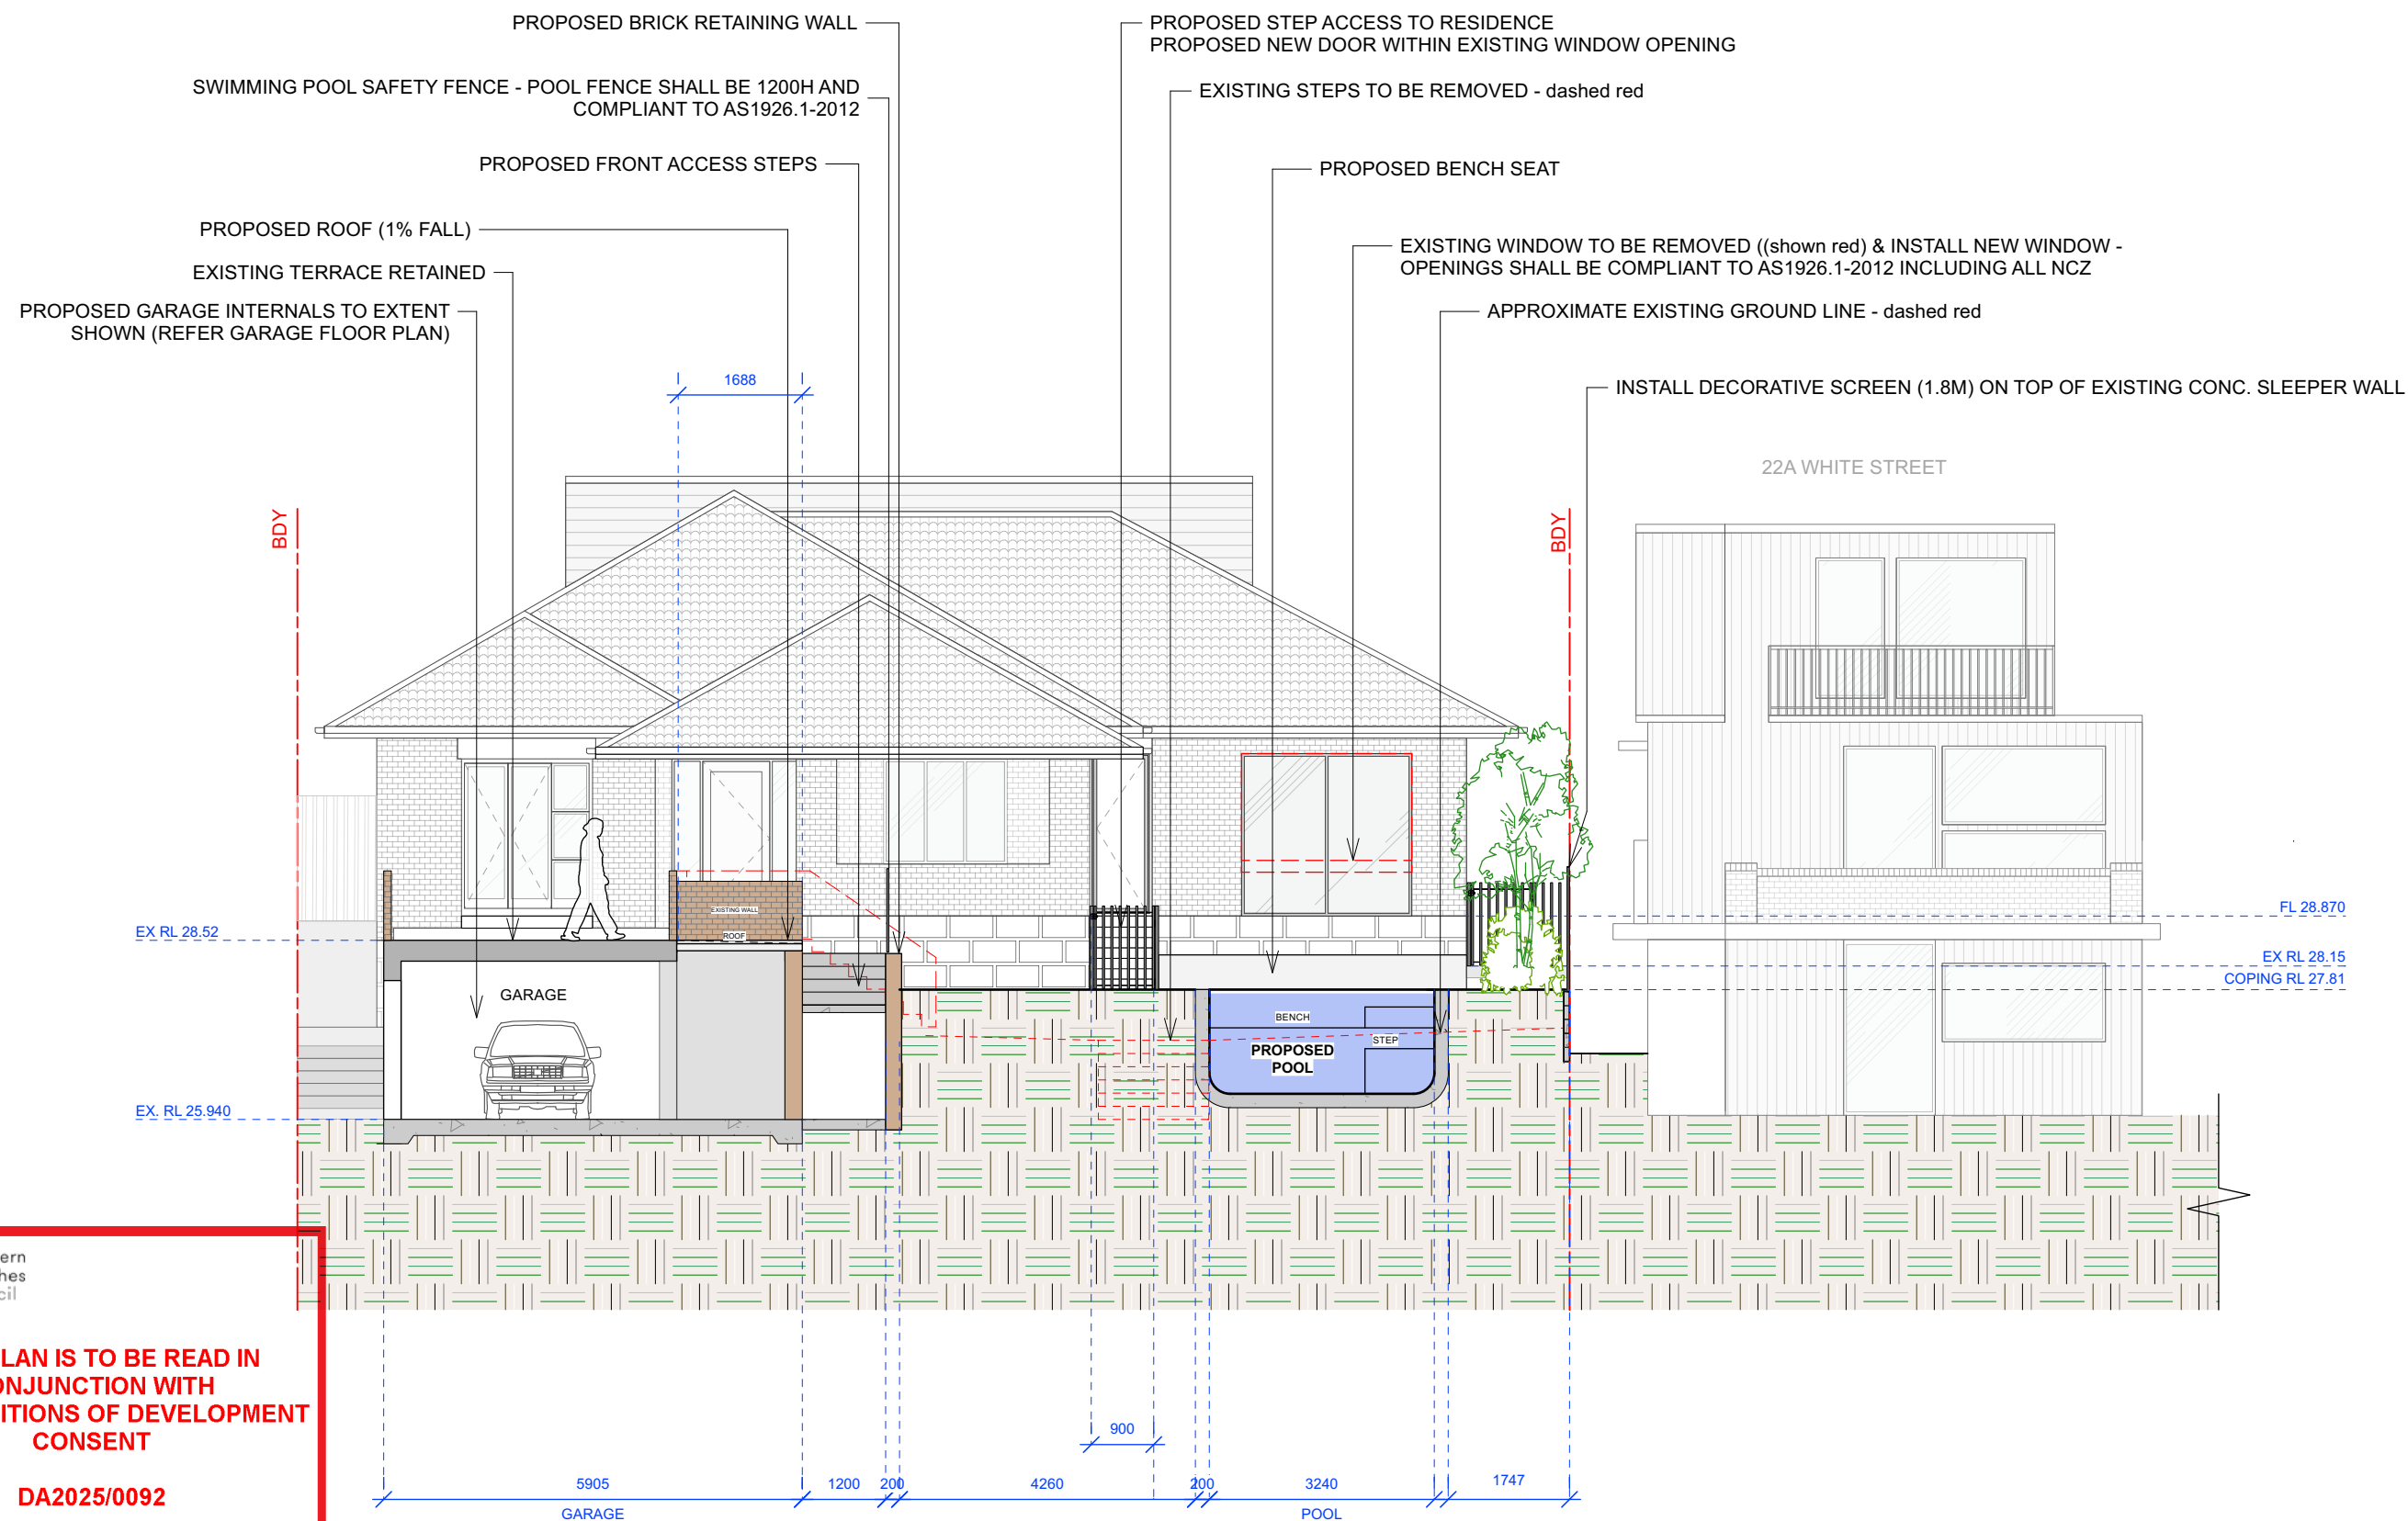 PROPOSED BRICK RETAINING WALL
PROPOSED STEP ACCESS TO RESIDENCE
PROPOSED NEW DOOR WITHIN EXISTING WINDOW OPENING
SWIMMING POOL SAFETY FENCE - POOL FENCE SHALL BE 1200H AND
COMPLIANT TO AS1926.1-2012
EXISTING STEPS TO BE REMOVED - dashed red
PROPOSED FRONT ACCESS STEPS
PROPOSED BENCH SEAT
PROPOSED ROOF (1% FALL)
EXISTING WINDOW TO BE REMOVED ((shown red) & INSTALL NEW WINDOW -
OPENINGS SHALL BE COMPLIANT TO AS1926.1-2012 INCLUDING ALL NCZ
EXISTING TERRACE RETAINED
PROPOSED GARAGE INTERNALS TO EXTENT
SHOWN (REFER GARAGE FLOOR PLAN)
APPROXIMATE EXISTING GROUND LINE - dashed red
1688
INSTALL DECORATIVE SCREEN (1.8M) ON TOP OF EXISTING CONC. SLEEPER WALL
22A WHITE STREET
BDY
BDY
EXISTING WALL
ROOF
EX RL 28.52
FL 28.870
EX RL 28.15
COPING RL 27.81
GARAGE
BENCH
STEP
PROPOSED
POOL
EX. RL 25.940
ern
hes
cil
LAN IS TO BE READ IN
ONJUNCTION WITH
ITIONS OF DEVELOPMENT
CONSENT
DA2025/0092
900
5905
1200
200
4260
200
3240
1747
GARAGE
POOL